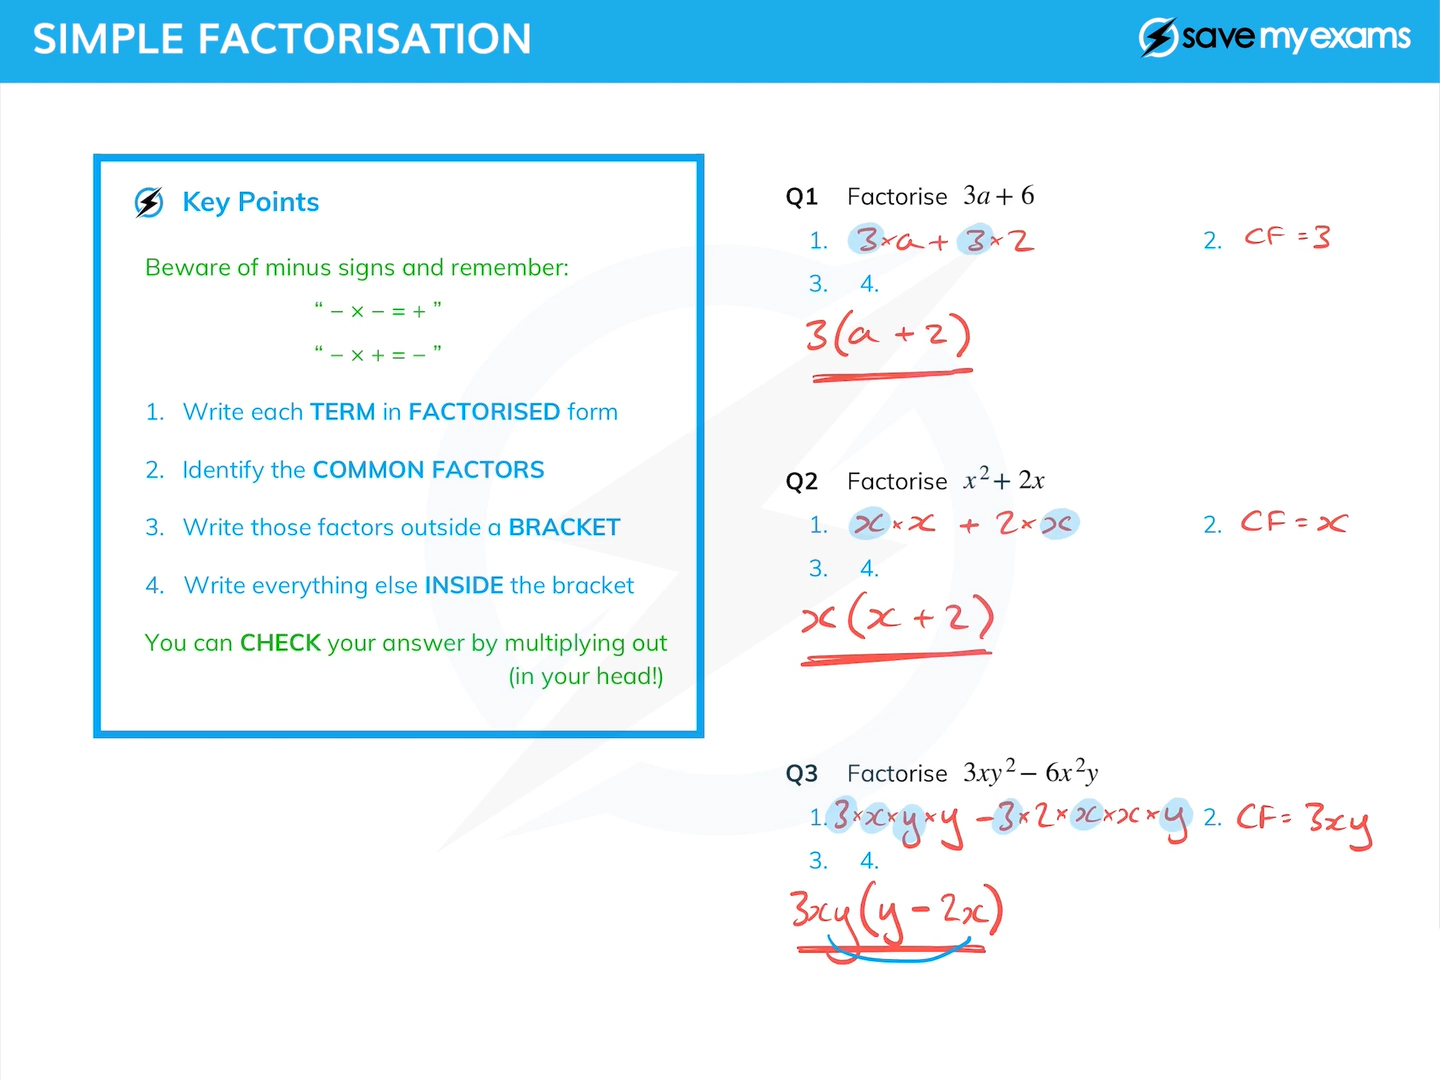 SIMPLE FACTORISATION
save my exams
Key Points
Beware of minus signs and remember:
“ − × − = + ”
“ − × + = − ”
1. Write each TERM in FACTORISED form
2. Identify the COMMON FACTORS
3. Write those factors outside a BRACKET
4. Write everything else INSIDE the bracket
You can CHECK your answer by multiplying out
(in your head!)
Q1 Factorise 3a + 6
1. 3×a + 3×2 2. CF = 3
3. 4.
3(a + 2)
Q2 Factorise x² + 2x
1. x×x + 2×x 2. CF = x
3. 4.
x(x + 2)
Q3 Factorise 3xy² − 6x²y
1. 3×x×y×y − 3×2×x×x×y 2. CF = 3xy
3. 4.
3xy(y − 2x)